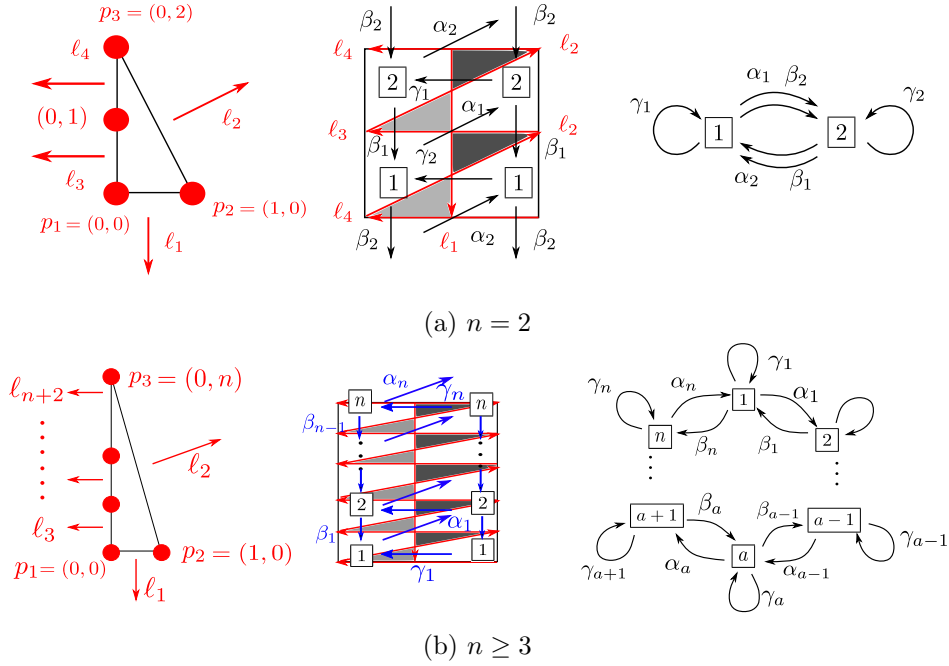 p₃ = (0, 2)
ℓ₄
(0, 1)
ℓ₂
ℓ₃
p₁ = (0, 0)
p₂ = (1, 0)
ℓ₁
β₂ α₂ β₂
ℓ₄ ℓ₂
2 γ₁ 2
α₁
ℓ₃ ℓ₂
β₁ γ₂ β₁
1 1
ℓ₄
β₂ ℓ₁ α₂ β₂
α₁ β₂
γ₁ 1 2 γ₂
α₂ β₁
(a) n = 2
ℓₙ₊₂
p₃ = (0, n)
ℓ₂
ℓ₃
p₁ = (0, 0)
p₂ = (1, 0)
ℓ₁
αₙ
n γₙ n
βₙ₋₁
2 2
β₁ α₁
1 1
γ₁
γ₁
γₙ αₙ 1 α₁
n βₙ β₁ 2
a + 1 βₐ βₐ₋₁ a − 1
γₐ₊₁ αₐ a αₐ₋₁ γₐ₋₁
γₐ
(b) n ≥ 3